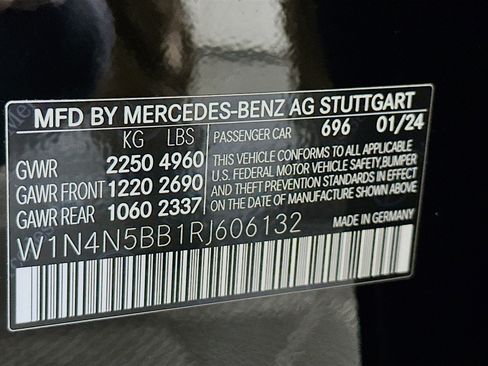 MFD BY MERCEDES-BENZ AG STUTTGART
KG LBS PASSENGER CAR 696 01/24
GWR 2250 4960
GAWR FRONT 1220 2690
GAWR REAR 1060 2337
THIS VEHICLE CONFORMS TO ALL APPLICABLE
U.S. FEDERAL MOTOR VEHICLE SAFETY,BUMPER
AND THEFT PREVENTION STANDARDS IN EFFECT
ON THE DATE OF MANUFACTURE SHOWN ABOVE.
W1N4N5BB1RJ606132 MADE IN GERMANY